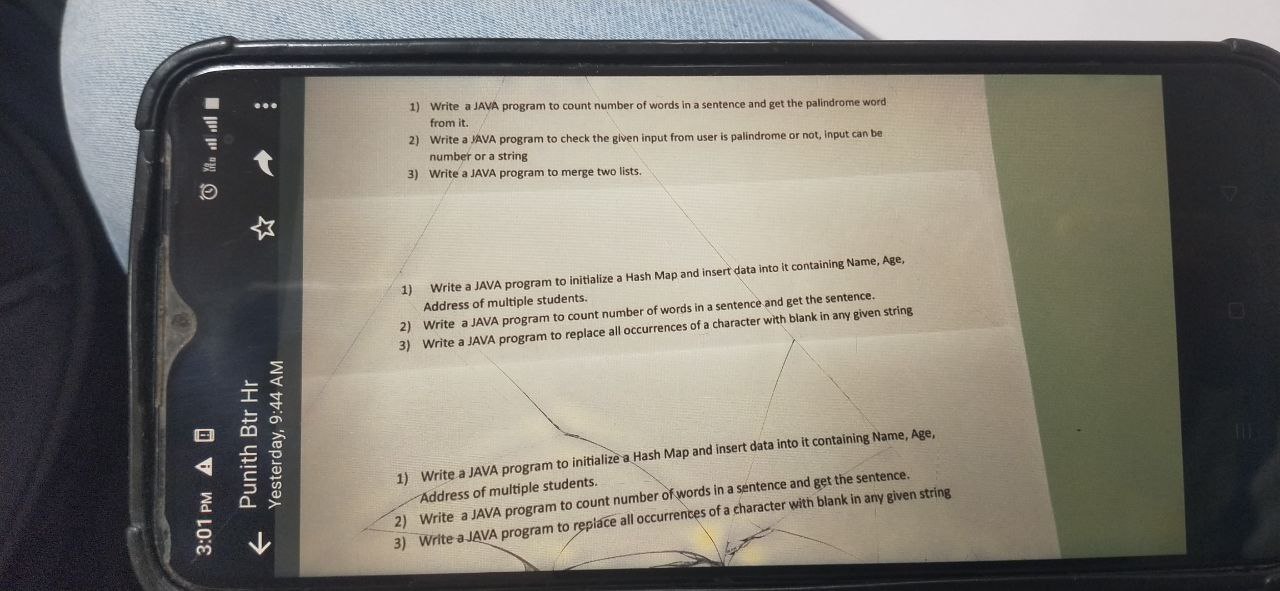 3:01 PM
Punith Btr Hr
Yesterday, 9:44 AM
1) Write a JAVA program to count number of words in a sentence and get the palindrome word
from it.
2) Write a JAVA program to check the given input from user is palindrome or not, input can be
number or a string
3) Write a JAVA program to merge two lists.
1) Write a JAVA program to initialize a Hash Map and insert data into it containing Name, Age,
Address of multiple students.
2) Write a JAVA program to count number of words in a sentence and get the sentence.
3) Write a JAVA program to replace all occurrences of a character with blank in any given string
1) Write a JAVA program to initialize a Hash Map and insert data into it containing Name, Age,
Address of multiple students.
2) Write a JAVA program to count number of words in a sentence and get the sentence.
3) Write a JAVA program to replace all occurrences of a character with blank in any given string